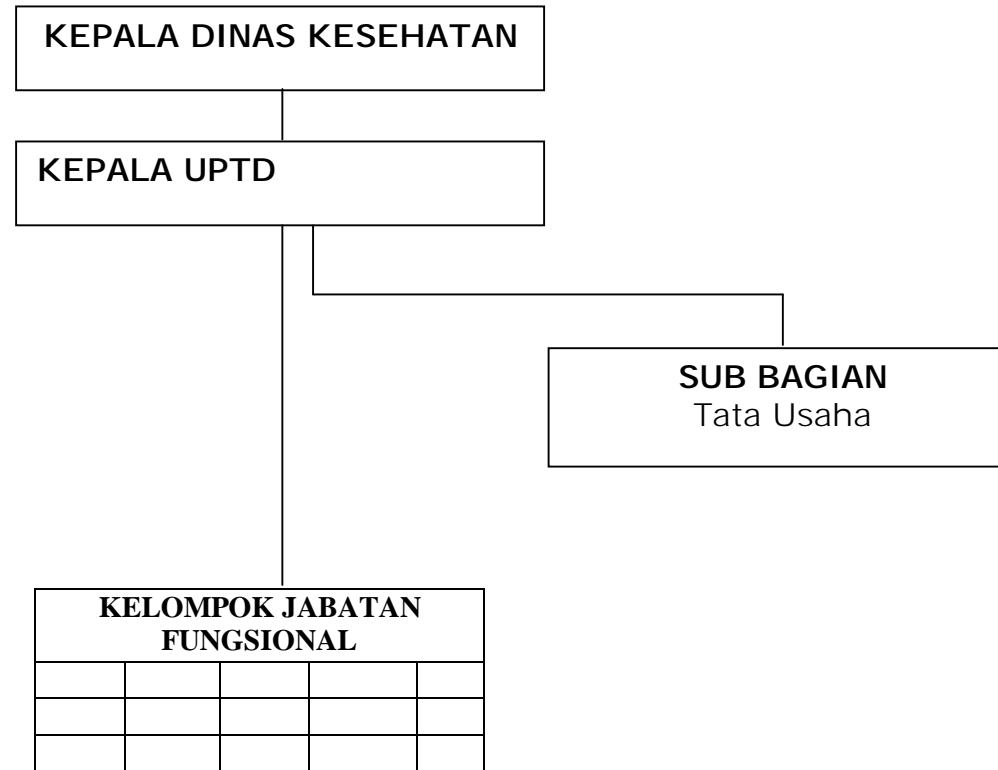 KEPALA DINAS KESEHATAN
KEPALA UPTD
SUB BAGIAN
Tata Usaha
KELOMPOK JABATAN
FUNGSIONAL